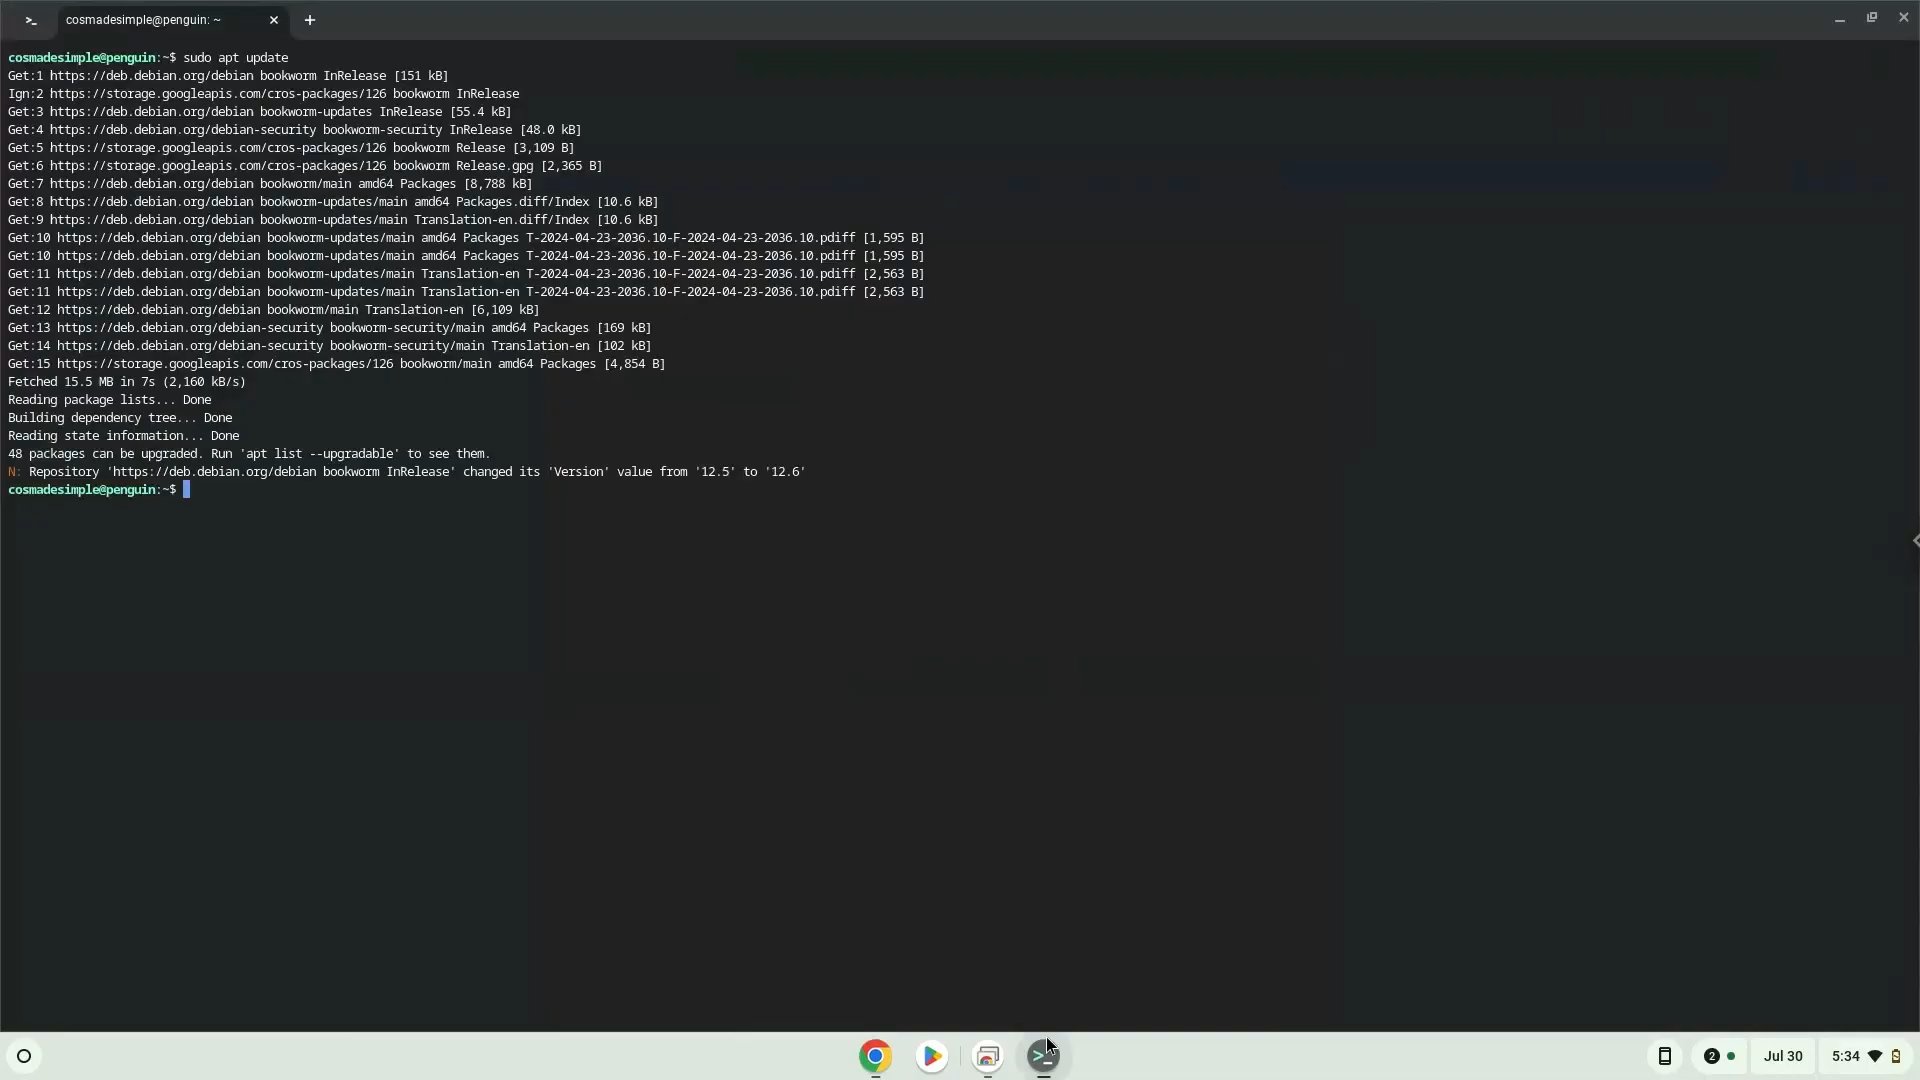 >_ cosmadesimple@penguin: ~
cosmadesimple@penguin:~$ sudo apt update
Get:1 https://deb.debian.org/debian bookworm InRelease [151 kB]
Ign:2 https://storage.googleapis.com/cros-packages/126 bookworm InRelease
Get:3 https://deb.debian.org/debian bookworm-updates InRelease [55.4 kB]
Get:4 https://deb.debian.org/debian-security bookworm-security InRelease [48.0 kB]
Get:5 https://storage.googleapis.com/cros-packages/126 bookworm Release [3,109 B]
Get:6 https://storage.googleapis.com/cros-packages/126 bookworm Release.gpg [2,365 B]
Get:7 https://deb.debian.org/debian bookworm/main amd64 Packages [8,788 kB]
Get:8 https://deb.debian.org/debian bookworm-updates/main amd64 Packages.diff/Index [10.6 kB]
Get:9 https://deb.debian.org/debian bookworm-updates/main Translation-en.diff/Index [10.6 kB]
Get:10 https://deb.debian.org/debian bookworm-updates/main amd64 Packages T-2024-04-23-2036.10-F-2024-04-23-2036.10.pdiff [1,595 B]
Get:10 https://deb.debian.org/debian bookworm-updates/main amd64 Packages T-2024-04-23-2036.10-F-2024-04-23-2036.10.pdiff [1,595 B]
Get:11 https://deb.debian.org/debian bookworm-updates/main Translation-en T-2024-04-23-2036.10-F-2024-04-23-2036.10.pdiff [2,563 B]
Get:11 https://deb.debian.org/debian bookworm-updates/main Translation-en T-2024-04-23-2036.10-F-2024-04-23-2036.10.pdiff [2,563 B]
Get:12 https://deb.debian.org/debian bookworm/main Translation-en [6,109 kB]
Get:13 https://deb.debian.org/debian-security bookworm-security/main amd64 Packages [169 kB]
Get:14 https://deb.debian.org/debian-security bookworm-security/main Translation-en [102 kB]
Get:15 https://storage.googleapis.com/cros-packages/126 bookworm/main amd64 Packages [4,854 B]
Fetched 15.5 MB in 7s (2,160 kB/s)
Reading package lists... Done
Building dependency tree... Done
Reading state information... Done
48 packages can be upgraded. Run 'apt list --upgradable' to see them.
N: Repository 'https://deb.debian.org/debian bookworm InRelease' changed its 'Version' value from '12.5' to '12.6'
cosmadesimple@penguin:~$
2 Jul 30 5:34